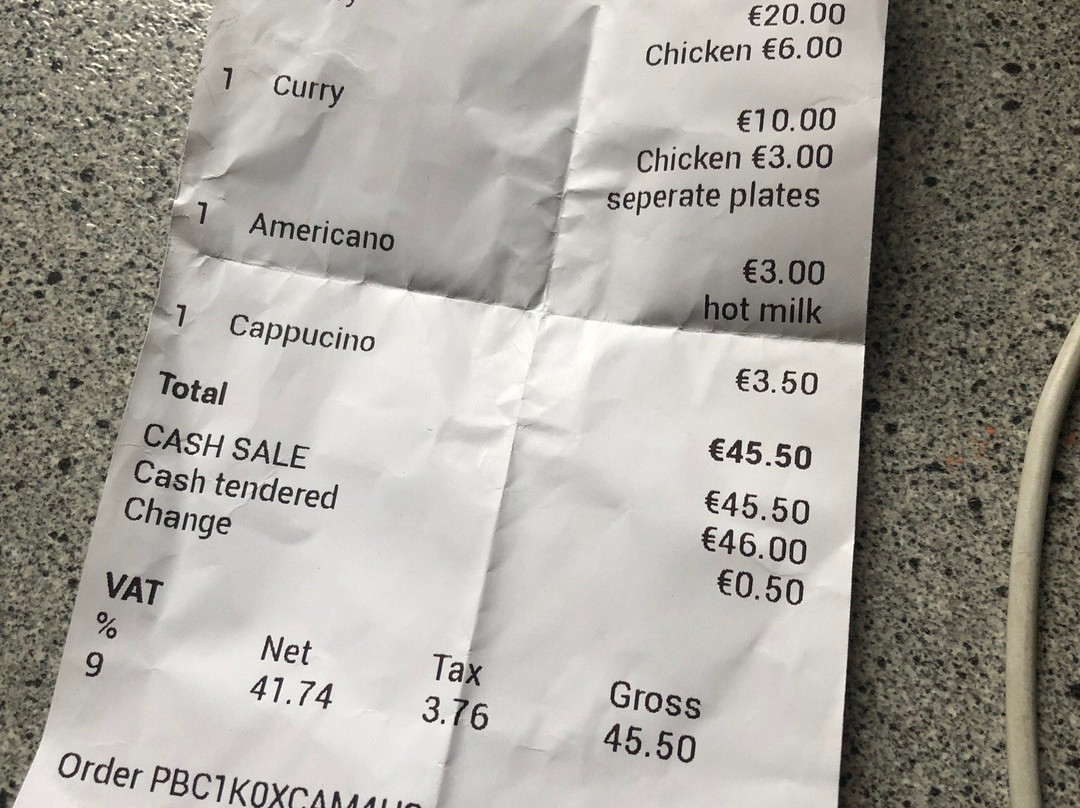 €20.00
Chicken €6.00
1 Curry €10.00
Chicken €3.00
seperate plates
1 Americano €3.00
hot milk
1 Cappucino €3.50
Total €45.50
CASH SALE €45.50
Cash tendered €46.00
Change €0.50
VAT
% Net Tax Gross
9 41.74 3.76 45.50
Order